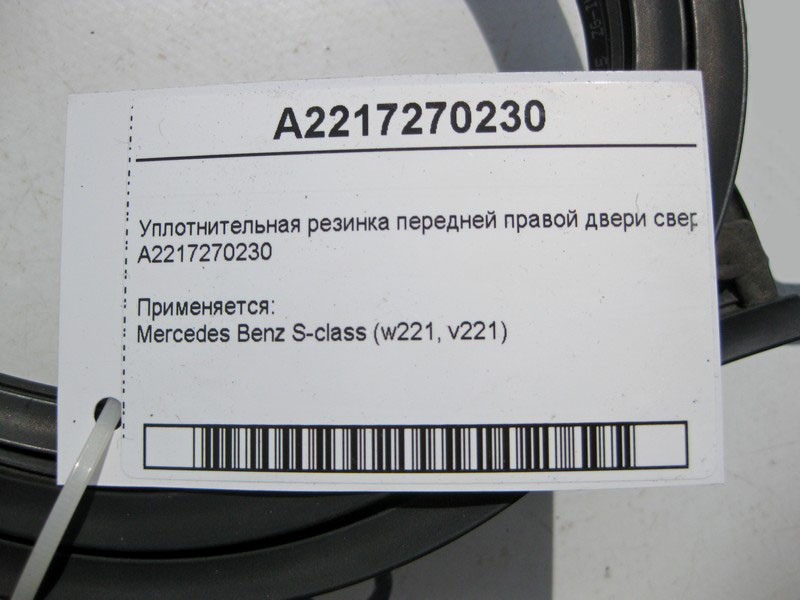 A2217270230
Уплотнительная резинка передней правой двери свер
A2217270230
Применяется:
Mercedes Benz S-class (w221, v221)